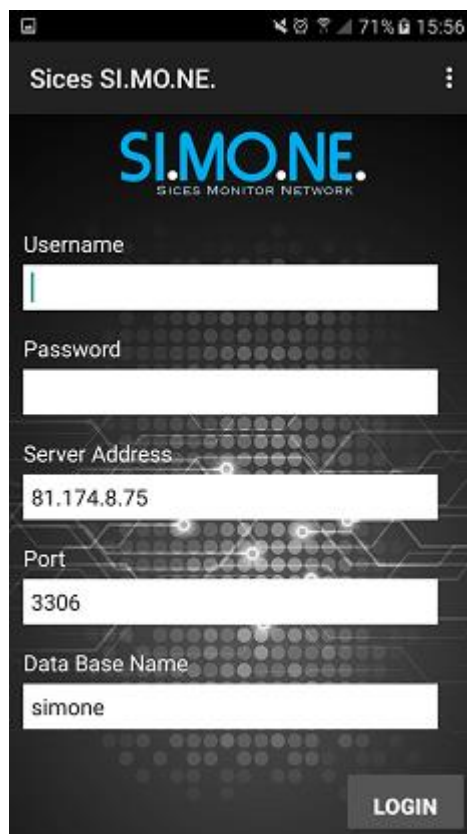 71% 15:56
Sices SI.MO.NE.
SI.MO.NE.
SICES MONITOR NETWORK
Username
Password
Server Address
81.174.8.75
Port
3306
Data Base Name
simone
LOGIN